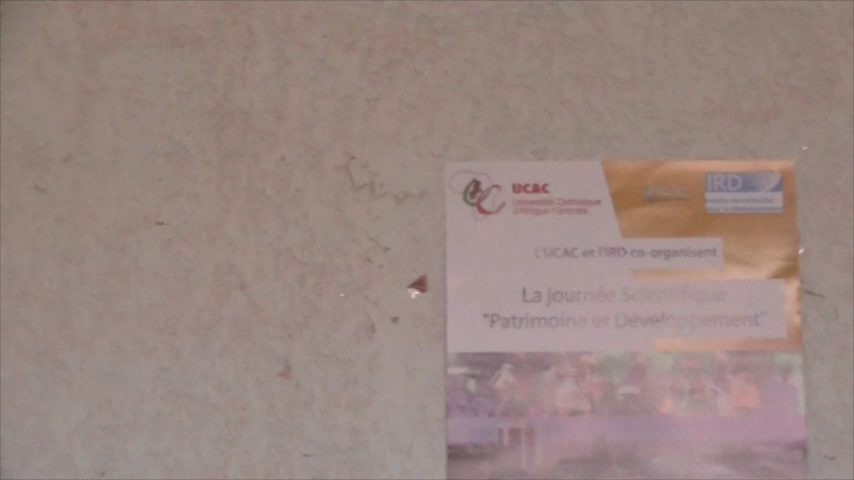 UCAC
Université Catholique
d'Afrique Centrale
IRD
L'UCAC et l'IRD co-organisent
La journée Scientifique
"Patrimoine et Développement"